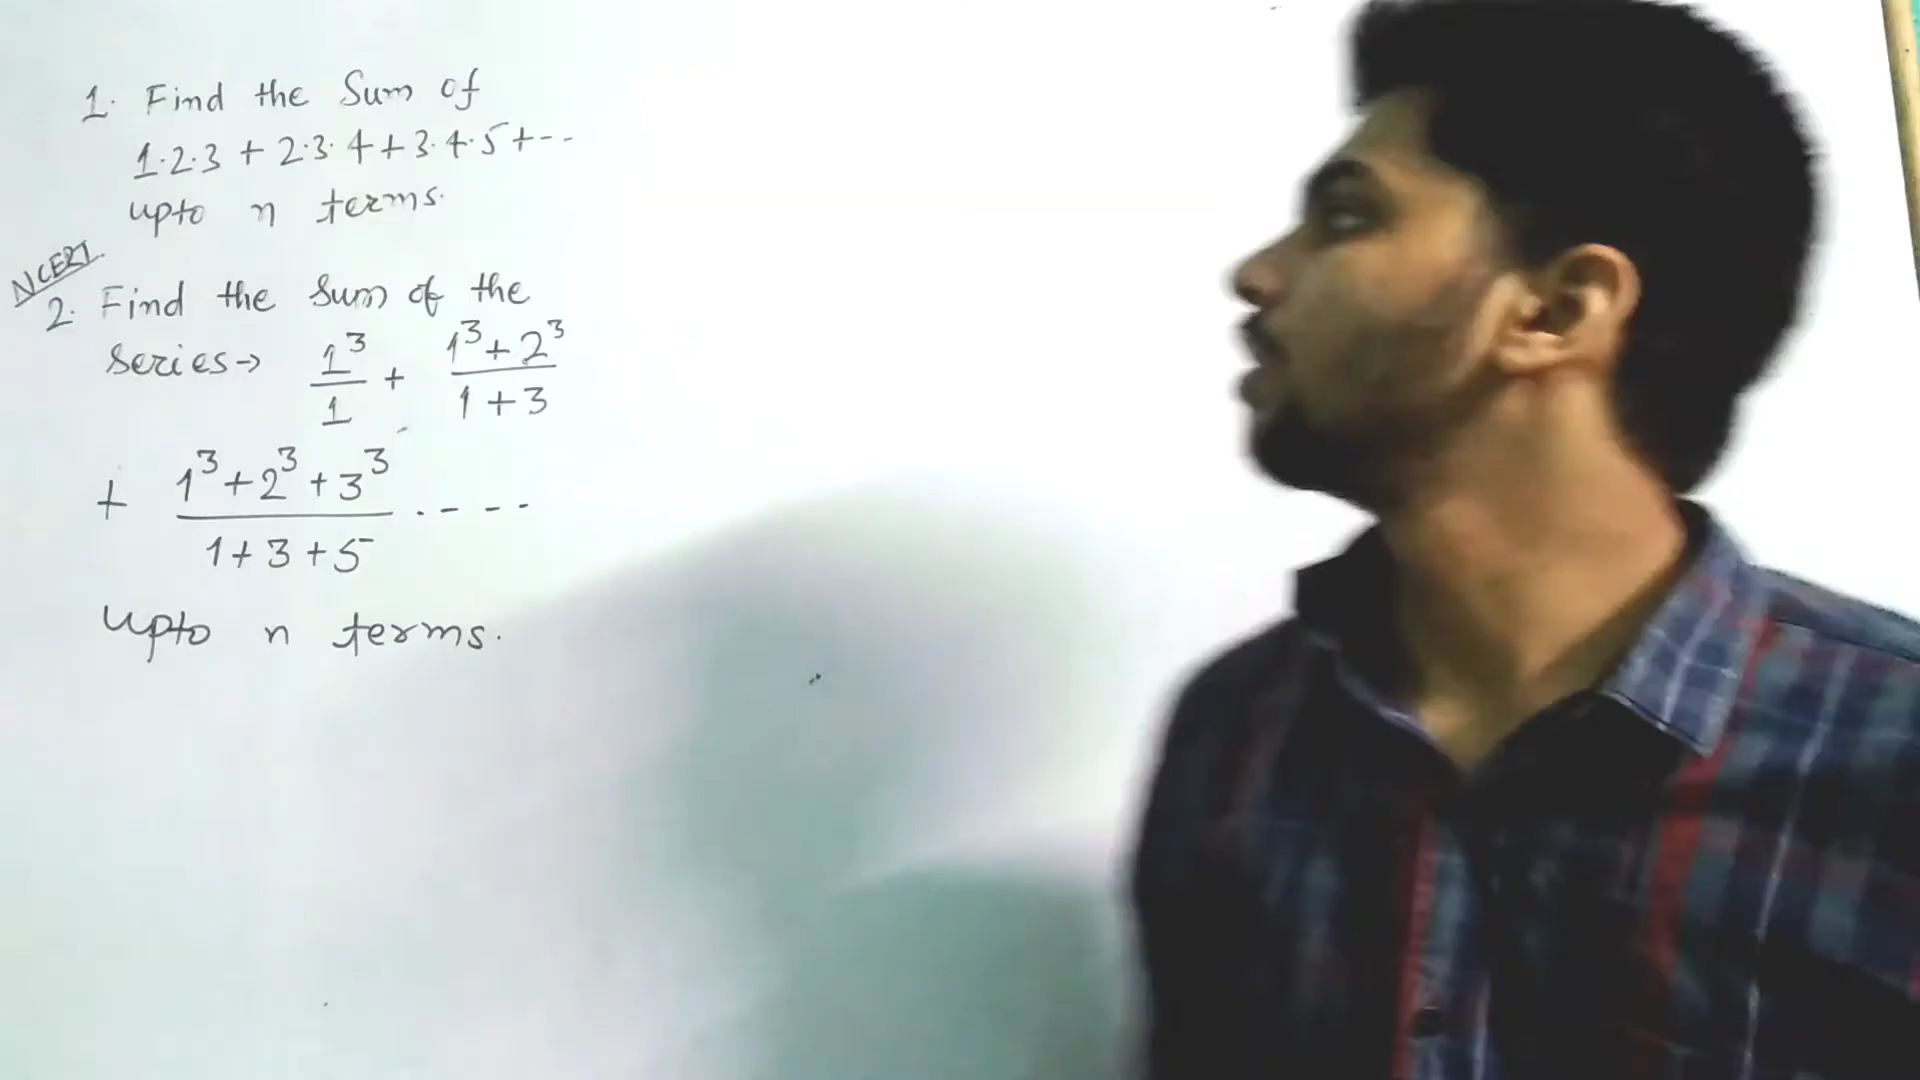 1. Find the Sum of
1.2.3 + 2.3.4 + 3.4.5 + ---
upto n terms.
NCERT.
2. Find the Sum of the
Series→ 1³/1 + (1³+2³)/(1+3)
+ (1³+2³+3³)/(1+3+5) ----
upto n terms.